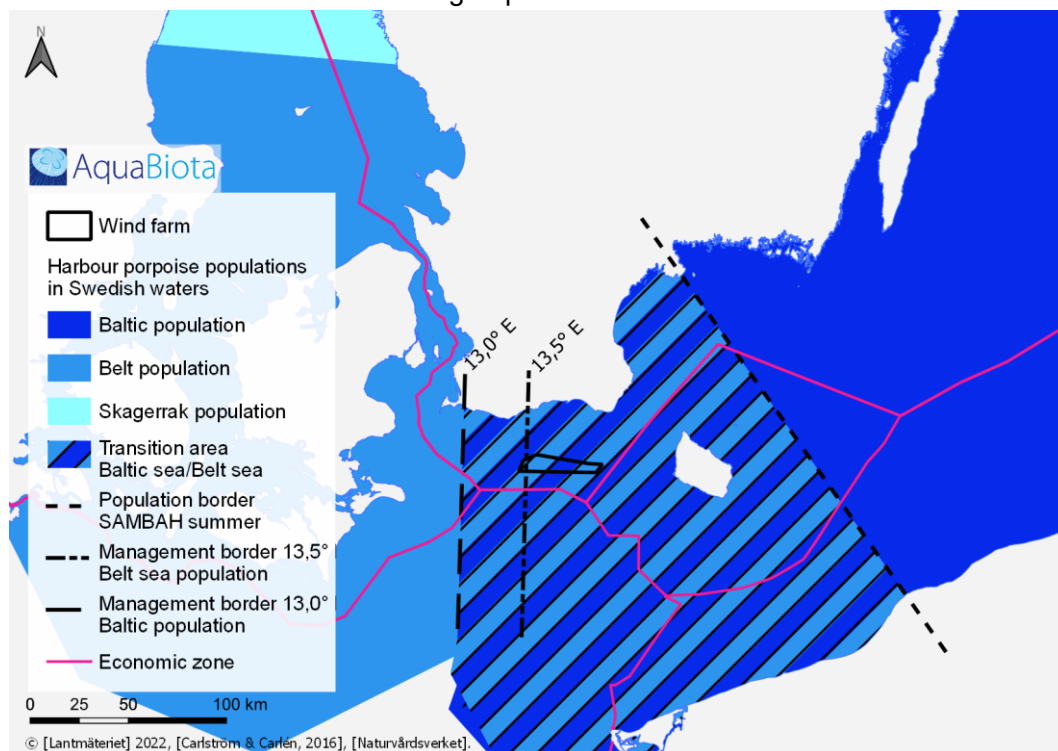 N
AquaBiota
Wind farm
Harbour porpoise populations
in Swedish waters
Baltic population
Belt population
Skagerrak population
Transition area
Baltic sea/Belt sea
Population border
SAMBAH summer
Management border 13,5°
Belt sea population
Management border 13,0°
Baltic population
Economic zone
0 25 50 100 km
© [Lantmäteriet] 2022, [Carlström & Carlén, 2016], [Naturvårdsverket].
13,0° E
13,5° E